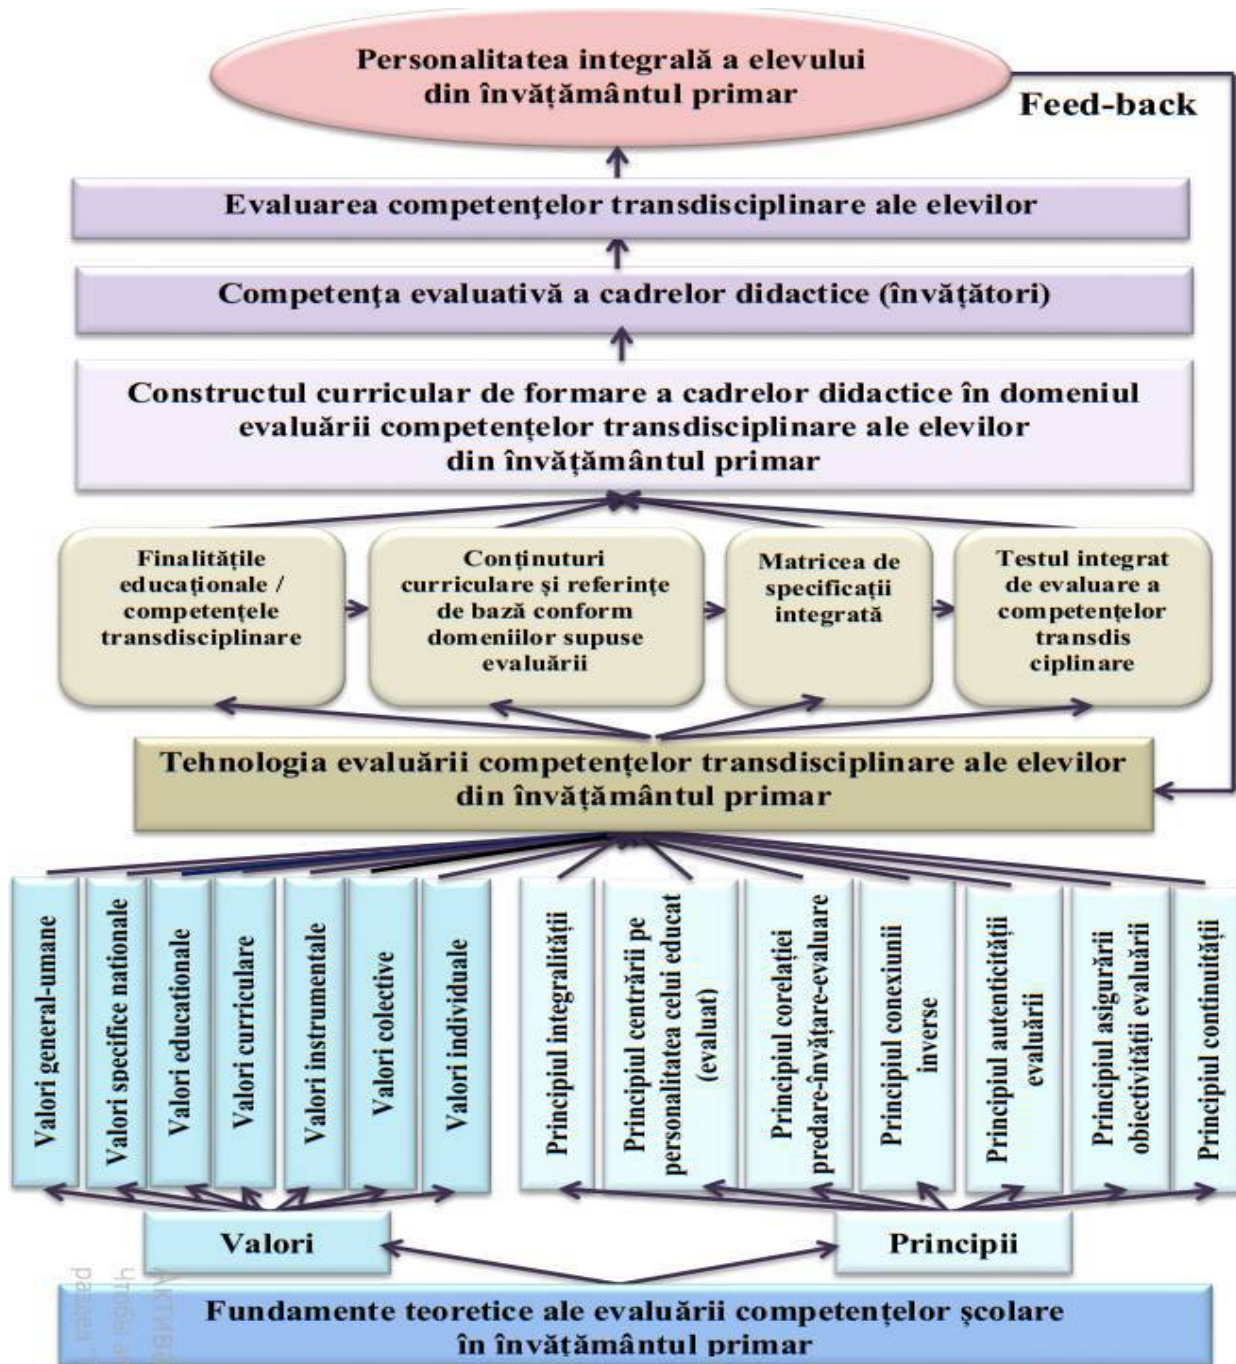 Personalitatea integrală a elevului
din învățământul primar
Feed-back
Evaluarea competenţelor transdisciplinare ale elevilor
Competenţa evaluativă a cadrelor didactice (învățători)
Constructul curricular de formare a cadrelor didactice în domeniul
evaluării competențelor transdisciplinare ale elevilor
din învățământul primar
Finalitățile
educaționale /
competențele
transdisciplinare
Conținuturi
curriculare și referințe
de bază conform
domeniilor supuse
evaluării
Matricea de
specificații
integrată
Testul integrat
de evaluare a
competențelor
transdis
ciplinare
Tehnologia evaluării competențelor transdisciplinare ale elevilor
din învățământul primar
Valori general-umane
Valori specifice nationale
Valori educationale
Valori curriculare
Valori instrumentale
Valori colective
Valori individuale
Principiul integralității
Principiul centrării pe
personalitatea celui educat
(evaluat)
Principiul corelației
predare-învățare-evaluare
Principiul conexiunii
inverse
Principiul autenticității
evaluării
Principiul asigurării
obiectivității evaluării
Principiul continuității
Valori
Principii
Fundamente teoretice ale evaluării competențelor școlare
în învățământul primar
Чтобы
раздел